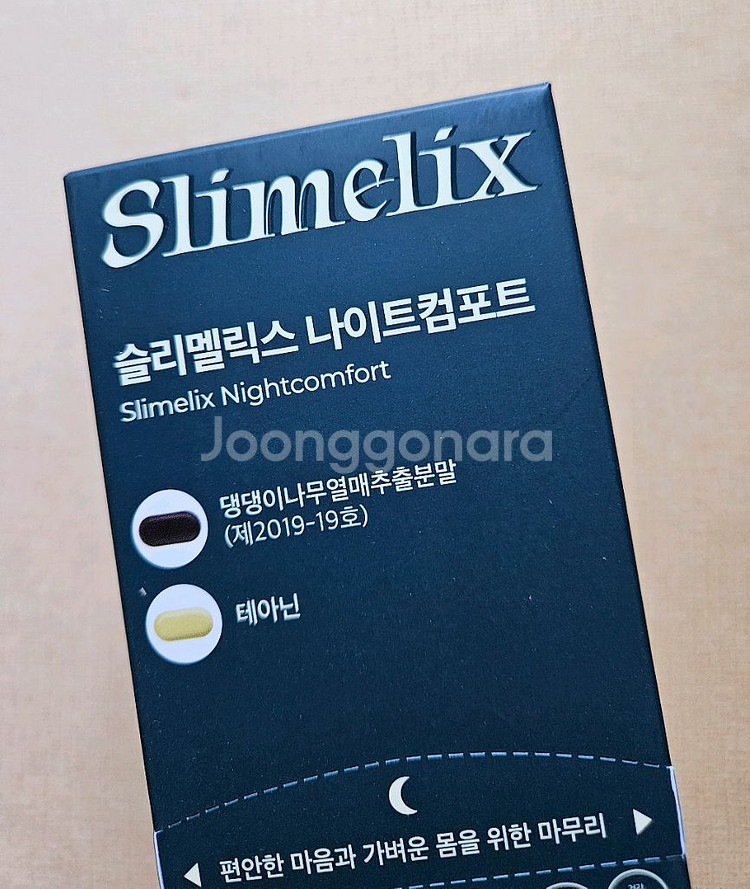 Slimelix
슬리멜릭스 나이트컴포트
Slimelix Nightcomfort
Joonggonara
댕댕이나무열매추출분말
(제2019-19호)
테아닌
편안한 마음과 가벼운 몸을 위한 마무리